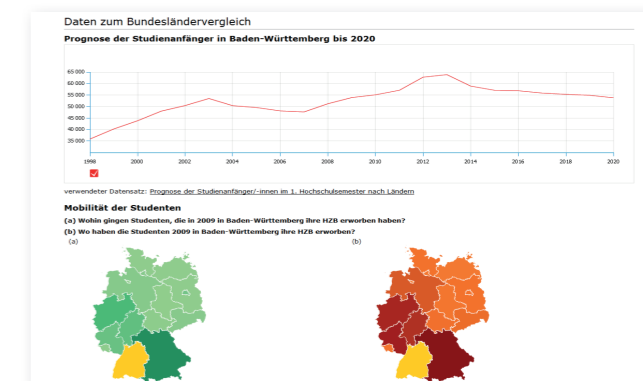 Daten zum Bundesländervergleich
Prognose der Studienanfänger in Baden-Württemberg bis 2020
65 000
60 000
55 000
50 000
45 000
40 000
35 000
1998 2000 2002 2004 2006 2008 2010 2012 2014 2016 2018 2020
verwendeter Datensatz: Prognose der Studienanfänger/-innen im 1. Hochschulsemester nach Ländern
Mobilität der Studenten
(a) Wohin gingen Studenten, die in 2009 in Baden-Württemberg ihre HZB erworben haben?
(b) Wo haben die Studenten 2009 in Baden-Württemberg ihre HZB erworben?
(a) (b)